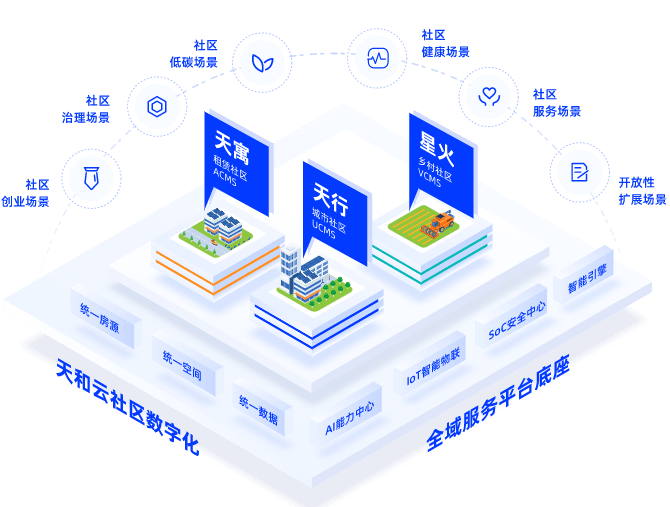 社区
创业场景
社区
治理场景
社区
低碳场景
社区
健康场景
社区
服务场景
开放性
扩展场景
天寓
租赁社区
ACMS
天行
城市社区
UCMS
星火
乡村社区
VCMS
统一房源
统一空间
统一数据
AI能力中心
IoT智能物联
SoC安全中心
智能引擎
天和云社区数字化
全域服务平台底座